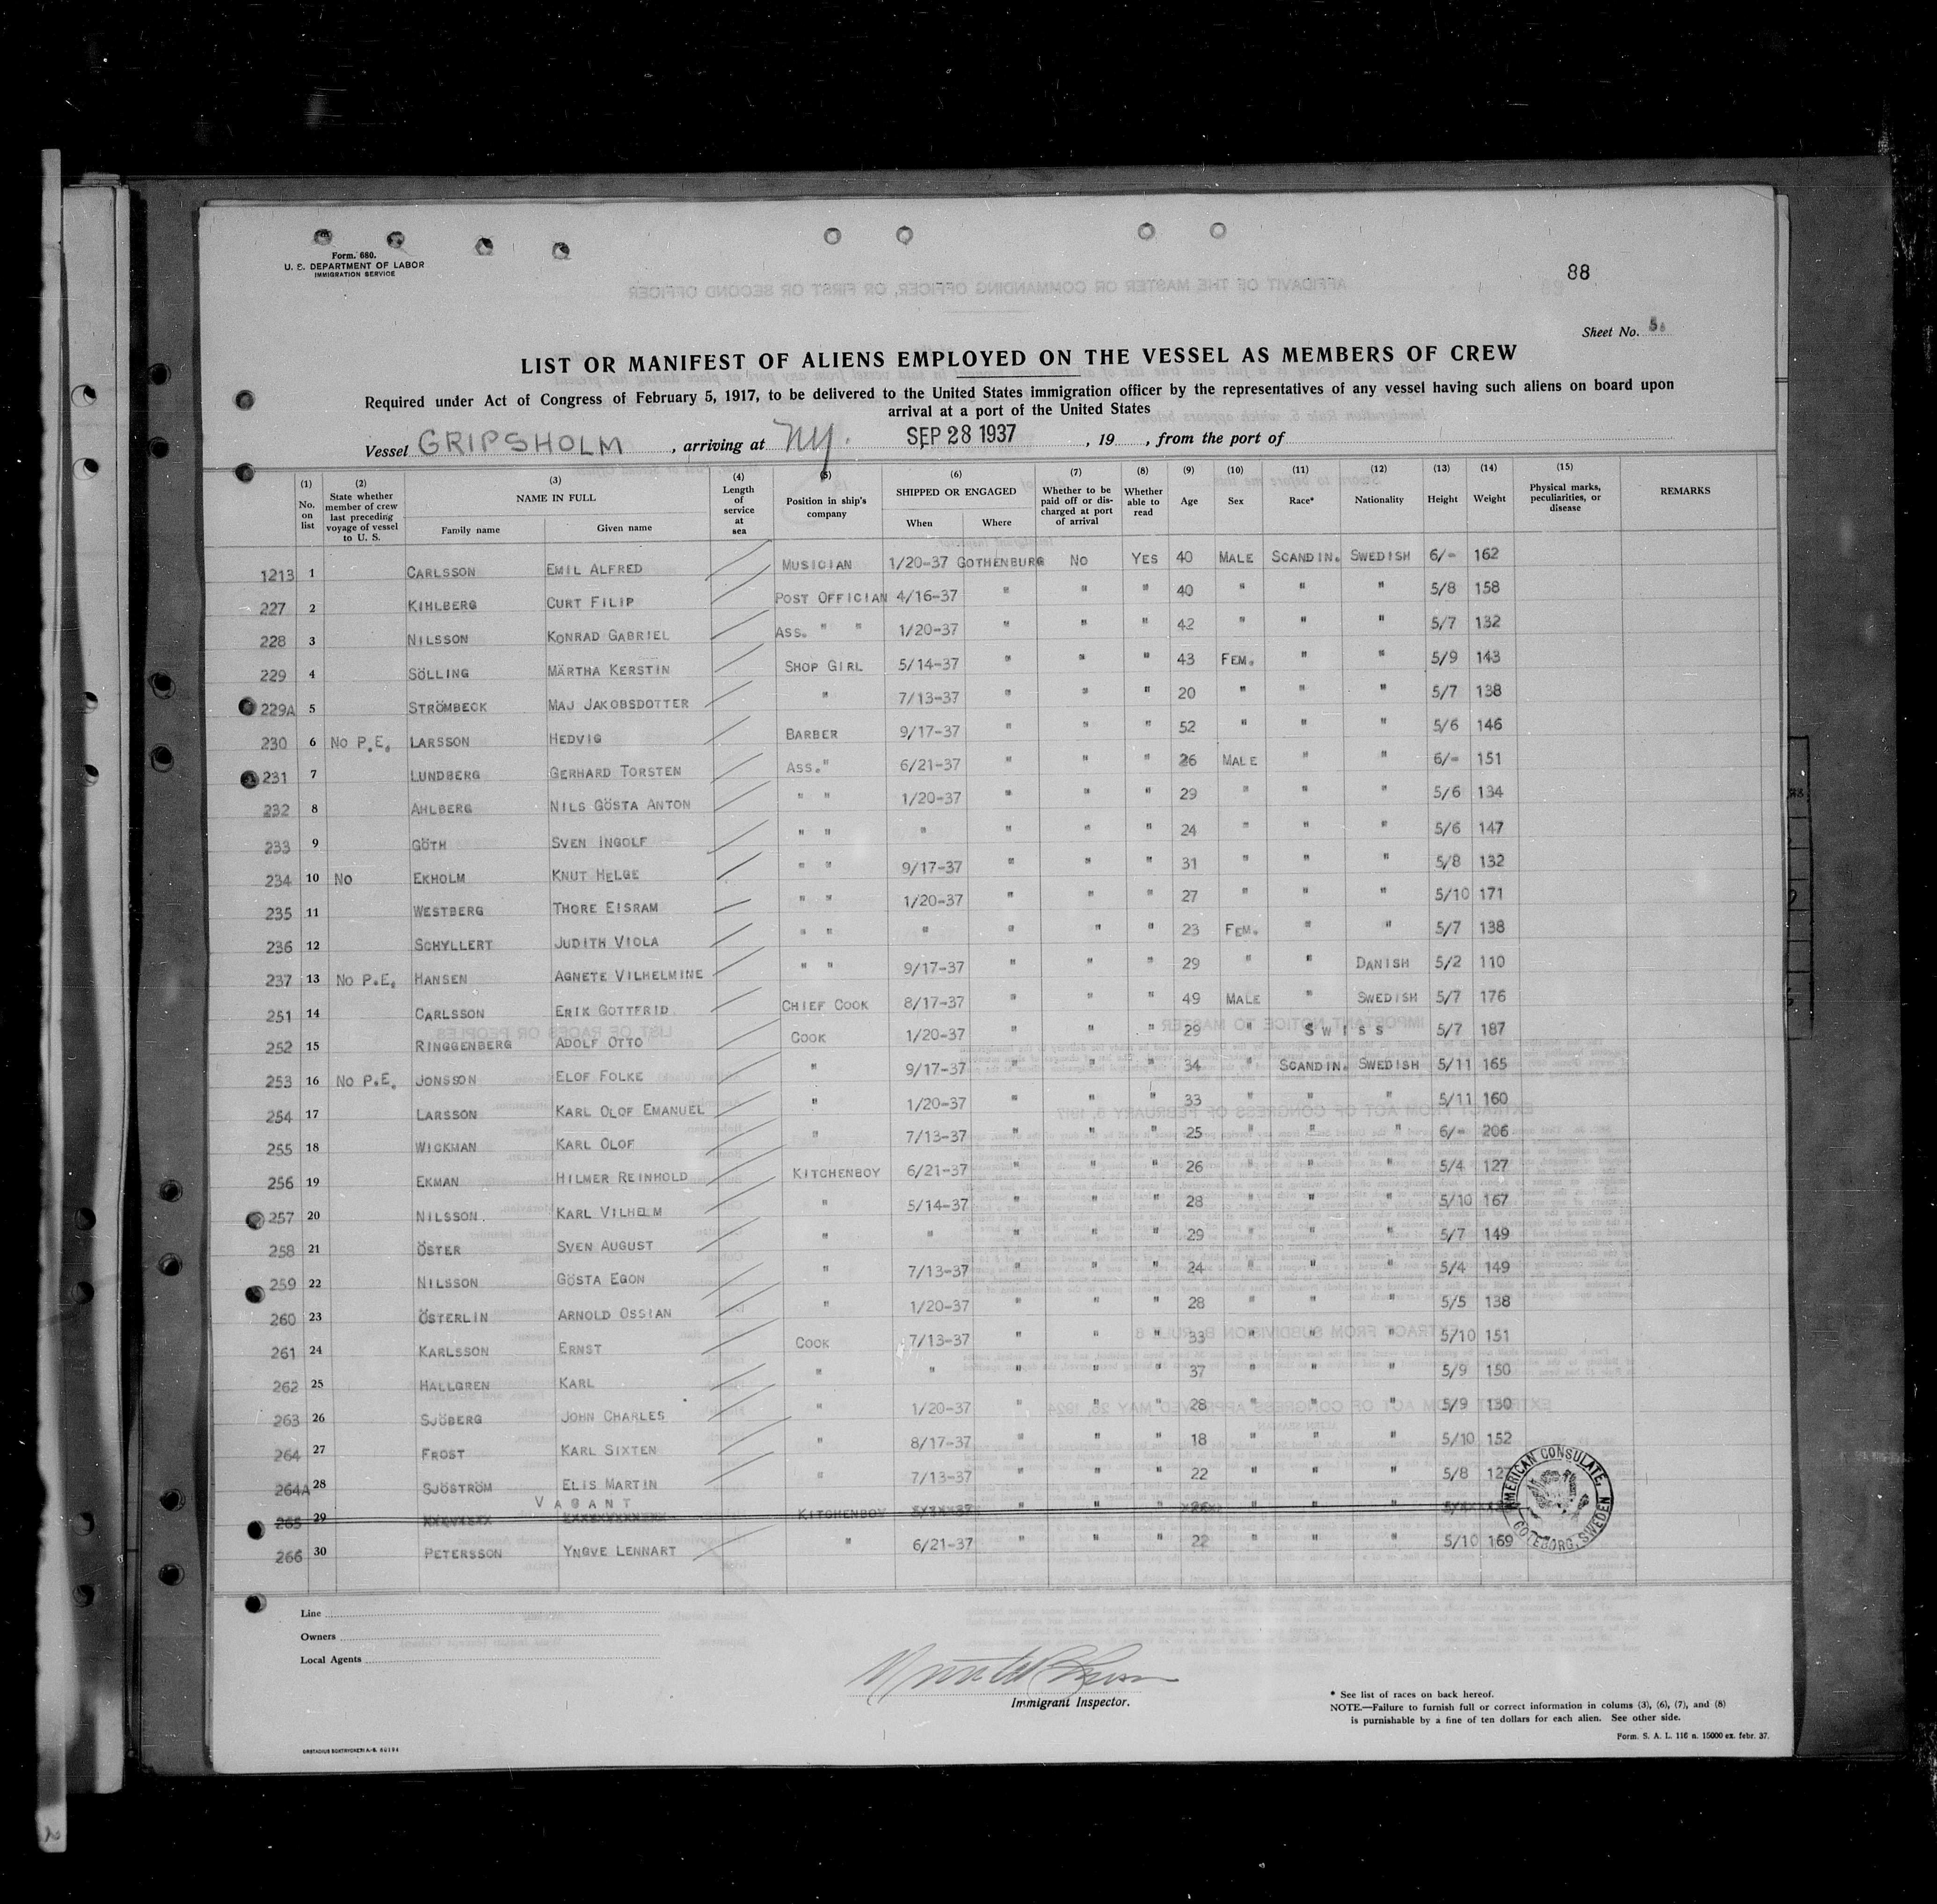 Form. 680.
U. S. DEPARTMENT OF LABOR
IMMIGRATION SERVICE
88
Sheet No. 5
LIST OR MANIFEST OF ALIENS EMPLOYED ON THE VESSEL AS MEMBERS OF CREW
Required under Act of Congress of February 5, 1917, to be delivered to the United States immigration officer by the representatives of any vessel having such aliens on board upon
arrival at a port of the United States
Vessel GRIPSHOLM, arriving at NY. SEP 28 1937, 19, from the port of
(1) No. on list (2) State whether member of crew last preceding voyage of vessel to U. S. (3) NAME IN FULL Family name Given name (4) Length of service at sea (5) Position in ship's company (6) SHIPPED OR ENGAGED When Where (7) Whether to be paid off or discharged at port of arrival (8) Whether able to read (9) Age (10) Sex (11) Race* (12) Nationality (13) Height (14) Weight (15) Physical marks, peculiarities, or disease REMARKS
1213 1 CARLSSON EMIL ALFRED MUSICIAN 1/20-37 GOTHENBURG NO YES 40 MALE SCANDIN. SWEDISH 6/- 162
227 2 KIHLBERG CURT FILIP POST OFFICIAN 4/16-37 " " " 40 " " " 5/8 158
228 3 NILSSON KONRAD GABRIEL ASS. " " 1/20-37 " " " 42 " " " 5/7 132
229 4 SÖLLING MÄRTHA KERSTIN SHOP GIRL 5/14-37 " " " 43 FEM. " " 5/9 143
229A 5 STRÖMBECK MAJ JAKOBSDOTTER " 7/13-37 " " " 20 " " " 5/7 138
230 6 NO P.E. LARSSON HEDVIG BARBER 9/17-37 " " " 52 " " " 5/6 146
231 7 LUNDBERG GERHARD TORSTEN ASS." 6/21-37 " " " 26 MALE " " 6/- 151
232 8 AHLBERG NILS GÖSTA ANTON " " 1/20-37 " " " 29 " " " 5/6 134
233 9 GÖTH SVEN INGOLF " " " " " " 24 " " " 5/6 147
234 10 NO EKHOLM KNUT HELGE " " 9/17-37 " " " 31 " " " 5/8 132
235 11 WESTBERG THORE EISRAM " " 1/20-37 " " " 27 " " " 5/10 171
236 12 SCHYLLERT JUDITH VIOLA " " " " " " 23 FEM. " " 5/7 138
237 13 NO P.E. HANSEN AGNETE VILHELMINE " " 9/17-37 " " " 29 " " DANISH 5/2 110
251 14 CARLSSON ERIK GOTTFRID CHIEF COOK 8/17-37 " " " 49 MALE " SWEDISH 5/7 176
252 15 RINGGENBERG ADOLF OTTO COOK 1/20-37 " " " 29 " SWISS 5/7 187
253 16 NO P.E. JONSSON ELOF FOLKE " 9/17-37 " " " 34 " SCANDIN. SWEDISH 5/11 165
254 17 LARSSON KARL OLOF EMANUEL " 1/20-37 " " " 33 " " " 5/11 160
255 18 WICKMAN KARL OLOF " 7/13-37 " " " 25 " " " 6/- 206
256 19 EKMAN HILMER REINHOLD KITCHENBOY 6/21-37 " " " 26 " " " 5/4 127
257 20 NILSSON KARL VILHELM " 5/14-37 " " " 28 " " " 5/10 167
258 21 ÖSTER SVEN AUGUST " " " " " 29 " " " 5/7 149
259 22 NILSSON GÖSTA EGON " 7/13-37 " " " 24 " " " 5/4 149
260 23 ÖSTERLIN ARNOLD OSSIAN " 1/20-37 " " " 28 " " " 5/5 138
261 24 KARLSSON ERNST COOK 7/13-37 " " " 33 " " " 5/10 151
262 25 HALLGREN KARL " " " " " 37 " " " 5/9 150
263 26 SJÖBERG JOHN CHARLES " 1/20-37 " " " 28 " " " 5/9 130
264 27 FROST KARL SIXTEN " 8/17-37 " " " 18 " " " 5/10 152
264A 28 SJÖSTRÖM ELIS MARTIN " 7/13-37 " " " 22 " " " 5/8
265 29 VACANT KITCHENBOY " " " " " "
266 30 PETERSSON YNGVE LENNART " 6/21-37 " " " 22 " " " 5/10 169
AMERICAN CONSULATE, GOTEBORG, SWEDEN
Line
Owners
Local Agents
Immigrant Inspector.
* See list of races on back hereof.
NOTE.—Failure to furnish full or correct information in colums (3), (6), (7), and (8)
is purnishable by a fine of ten dollars for each alien. See other side.
Form. S. A. L. 116 n. 15000 ex. febr. 37.